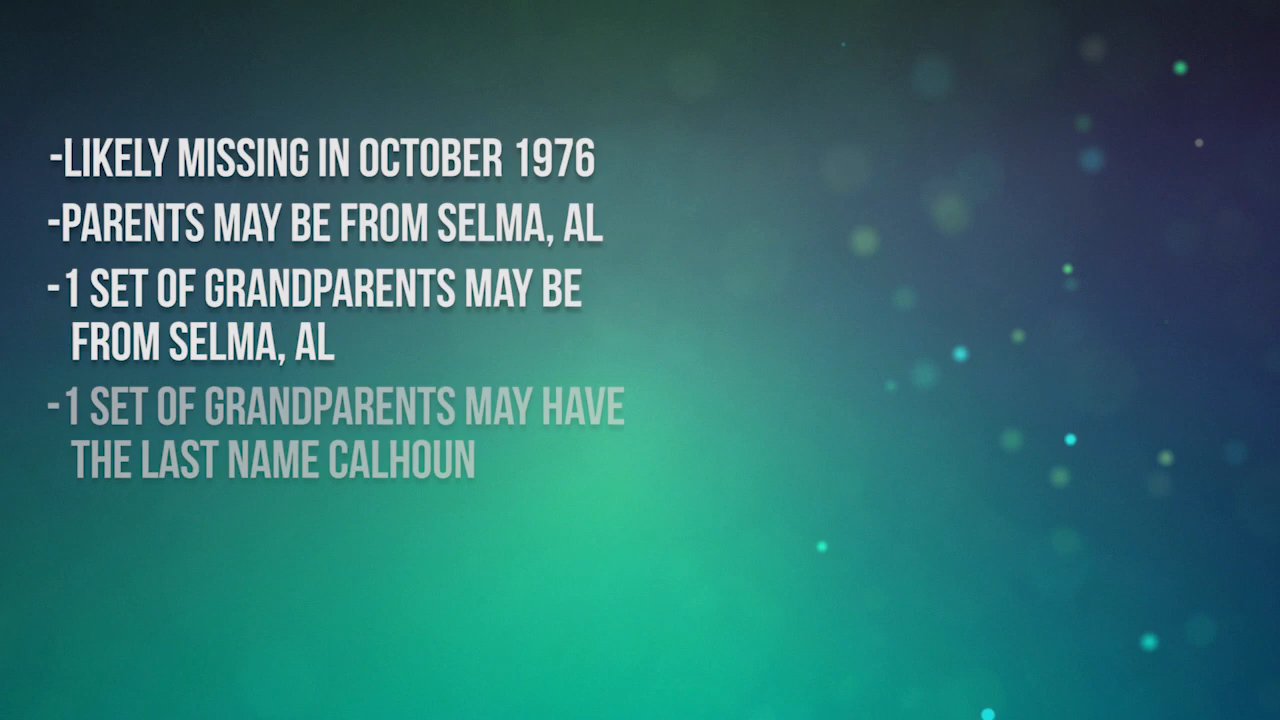 -LIKELY MISSING IN OCTOBER 1976
-PARENTS MAY BE FROM SELMA, AL
-1 SET OF GRANDPARENTS MAY BE
FROM SELMA, AL
-1 SET OF GRANDPARENTS MAY HAVE
THE LAST NAME CALHOUN